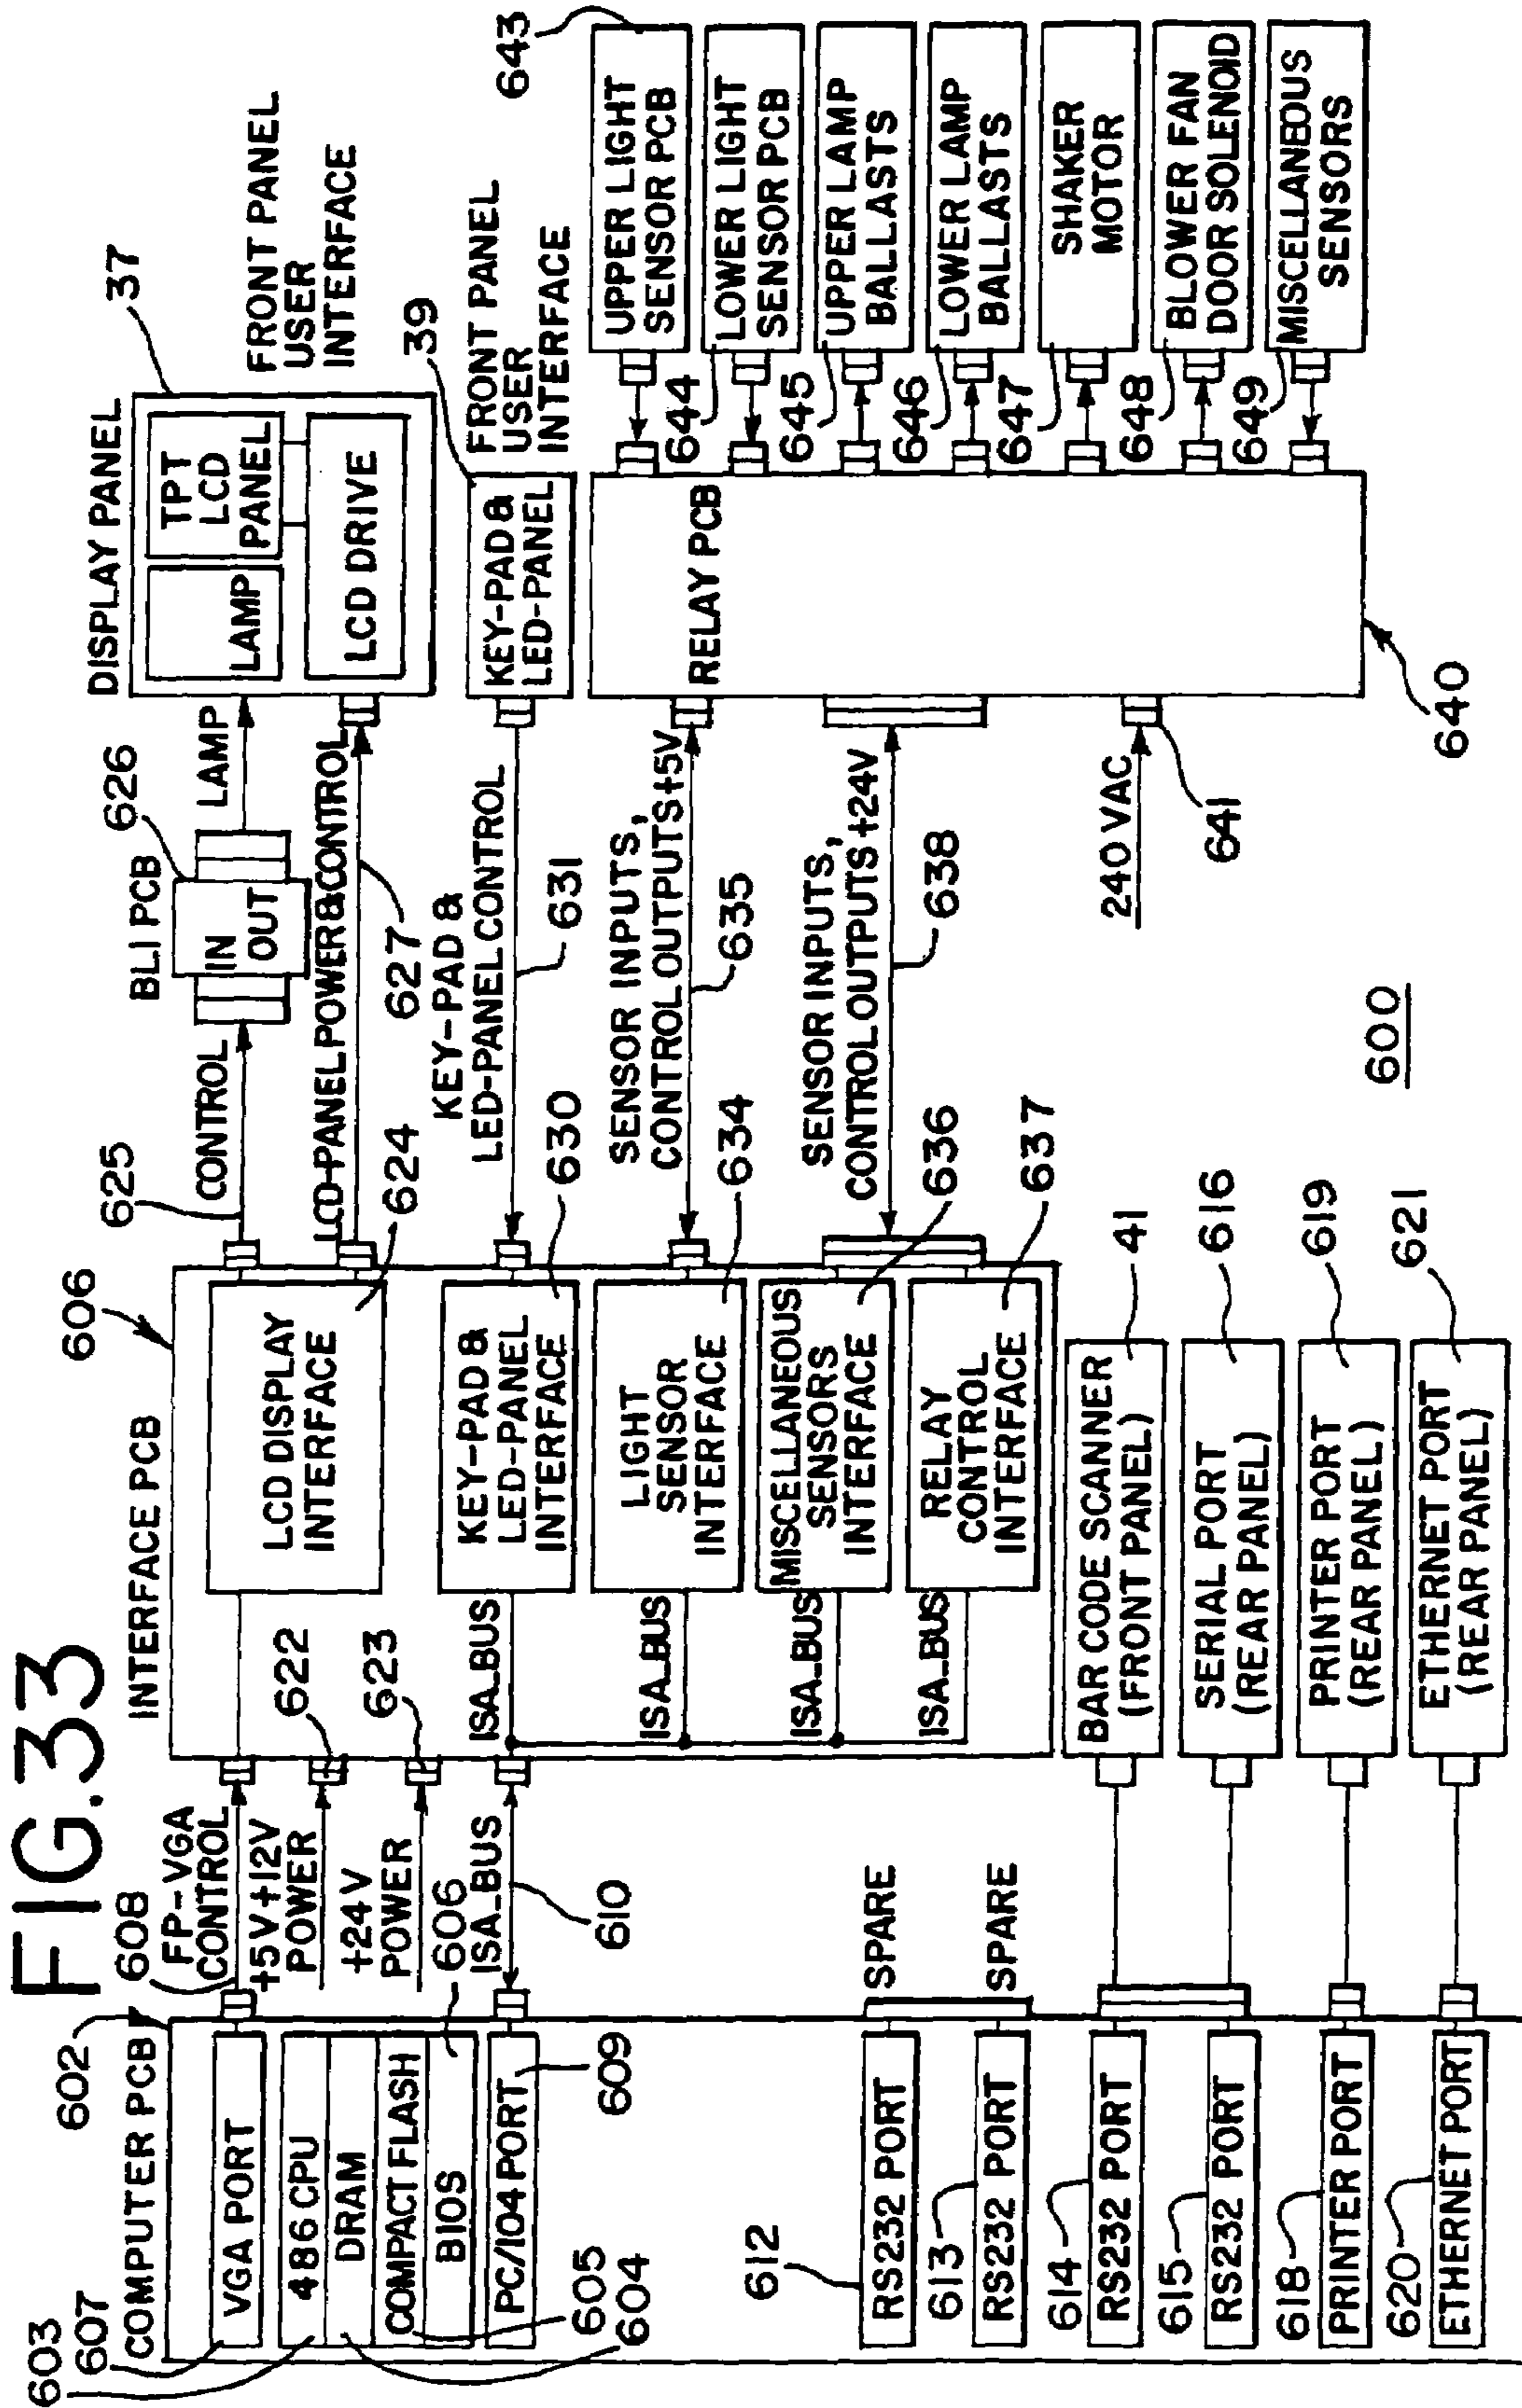 FIG.33
602
COMPUTER PCB
603
607
VGA PORT
486 CPU
DRAM
COMPACT FLASH
BIOS
PC/104 PORT
606
609
605
604
612
RS232 PORT
613
RS232 PORT
614
RS232 PORT
615
RS232 PORT
618
PRINTER PORT
620
ETHERNET PORT
SPARE
SPARE
608
FP-VGA
CONTROL
+5V+12V
POWER
+24V
POWER
ISA_BUS
610
INTERFACE PCB
606
622
623
LCD DISPLAY
INTERFACE
624
ISA_BUS
KEY-PAD &
LED-PANEL
INTERFACE
630
ISA_BUS
LIGHT
SENSOR
INTERFACE
634
ISA_BUS
MISCELLANEOUS
SENSORS
INTERFACE
636
ISA_BUS
RELAY
CONTROL
INTERFACE
637
BAR CODE SCANNER
(FRONT PANEL)
41
SERIAL PORT
(REAR PANEL)
616
PRINTER PORT
(REAR PANEL)
619
ETHERNET PORT
(REAR PANEL)
621
625
CONTROL
BLI PCB
626
IN
OUT
LAMP
LCD-PANEL POWER & CONTROL
627
KEY-PAD &
LED-PANEL CONTROL
631
SENSOR INPUTS,
CONTROL OUTPUTS+5V
635
SENSOR INPUTS,
CONTROL OUTPUTS +24V
638
240 VAC
641
600
DISPLAY PANEL
37
LAMP
TPT
LCD
PANEL
LCD DRIVE
FRONT PANEL
USER
INTERFACE
KEY-PAD &
LED-PANEL
39
FRONT PANEL
USER
INTERFACE
RELAY PCB
640
643
UPPER LIGHT
SENSOR PCB
644
LOWER LIGHT
SENSOR PCB
645
UPPER LAMP
BALLASTS
646
LOWER LAMP
BALLASTS
647
SHAKER
MOTOR
648
BLOWER FAN
DOOR SOLENOID
649
MISCELLANEOUS
SENSORS